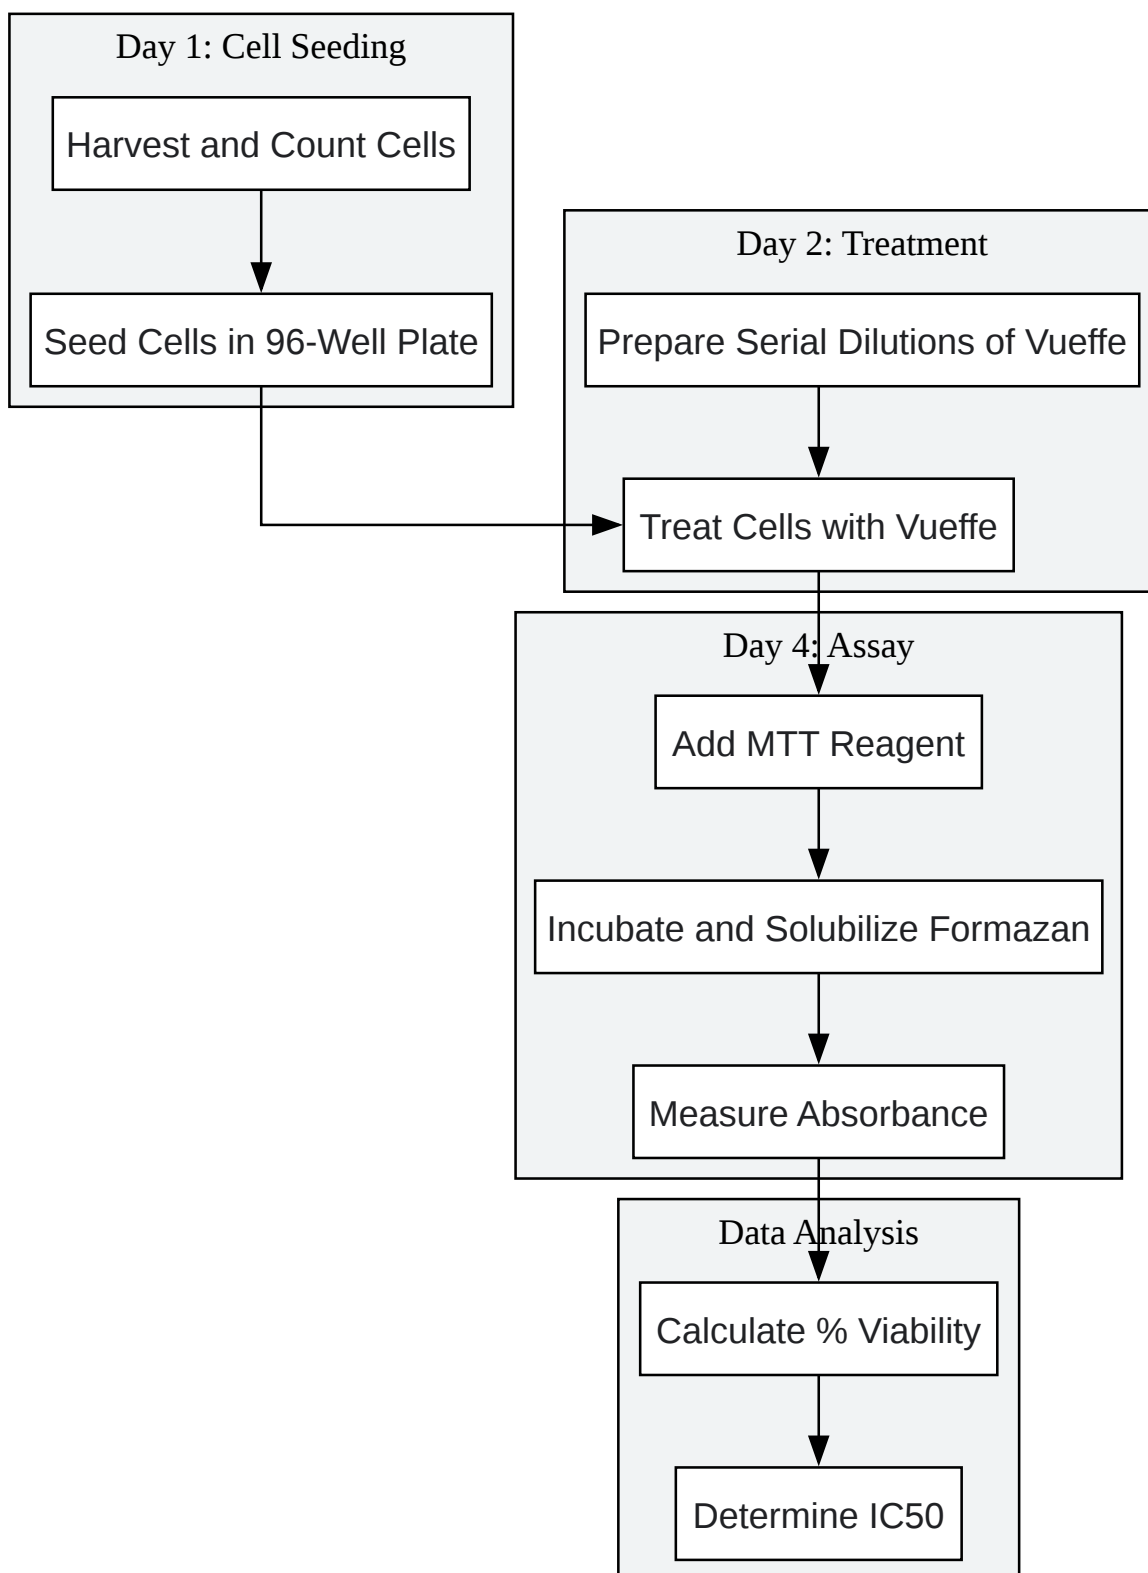 Day 1: Cell Seeding
Harvest and Count Cells
Seed Cells in 96-Well Plate
Day 2: Treatment
Prepare Serial Dilutions of Vueffe
Treat Cells with Vueffe
Day 4: Assay
Add MTT Reagent
Incubate and Solubilize Formazan
Measure Absorbance
Data Analysis
Calculate % Viability
Determine IC50